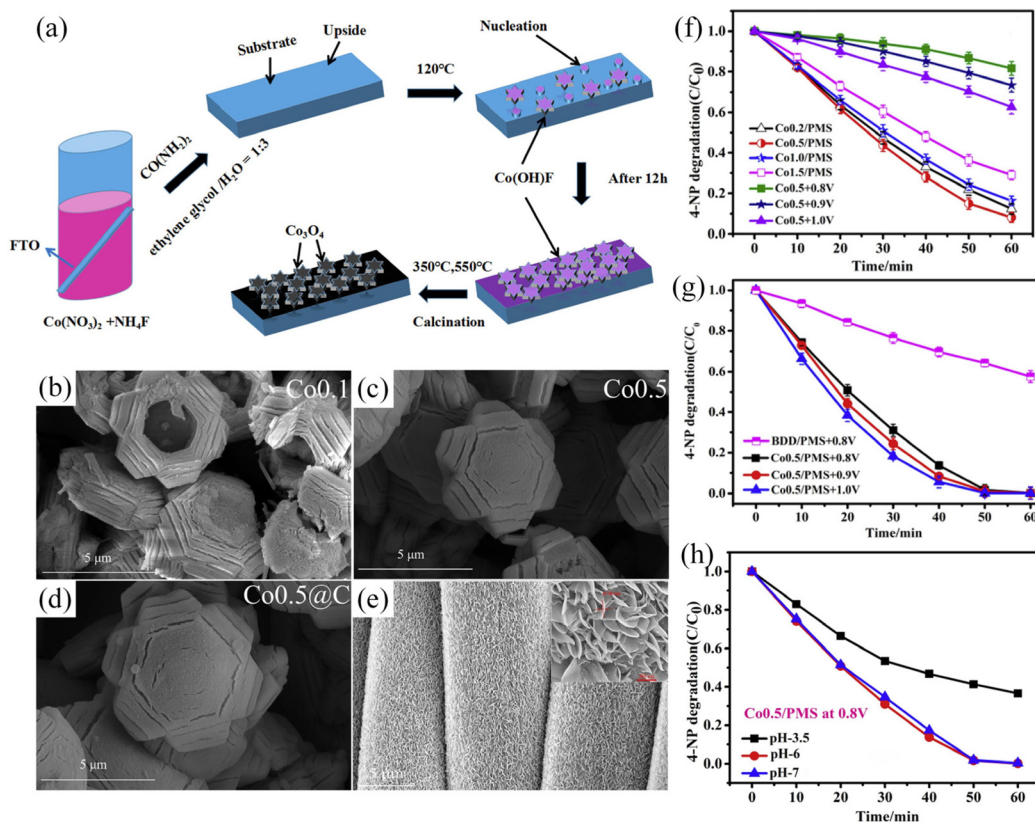 (a)
Substrate
Upside
Nucleation
120℃
CO(NH₂)₂
ethylene glycol /H₂O = 1:3
FTO
Co(NO₃)₂ +NH₄F
Co(OH)F
After 12h
Co₃O₄
350℃,550℃
Calcination
(b)
Co0.1
5 μm
(c)
Co0.5
5 μm
(d)
Co0.5@C
5 μm
(e)
5 μm
(f)
4-NP degradation(C/C₀)
1.0
0.8
0.6
0.4
0.2
0.0
Co0.2/PMS
Co0.5/PMS
Co1.0/PMS
Co1.5/PMS
Co0.5+0.8V
Co0.5+0.9V
Co0.5+1.0V
0 10 20 30 40 50 60
Time/min
(g)
4-NP degradation(C/C₀
1.0
0.8
0.6
0.4
0.2
0.0
BDD/PMS+0.8V
Co0.5/PMS+0.8V
Co0.5/PMS+0.9V
Co0.5/PMS+1.0V
0 10 20 30 40 50 60
Time/min
(h)
4-NP degradation(C/C₀)
1.0
0.8
0.6
0.4
0.2
0.0
Co0.5/PMS at 0.8V
pH-3.5
pH-6
pH-7
0 10 20 30 40 50 60
Time/min